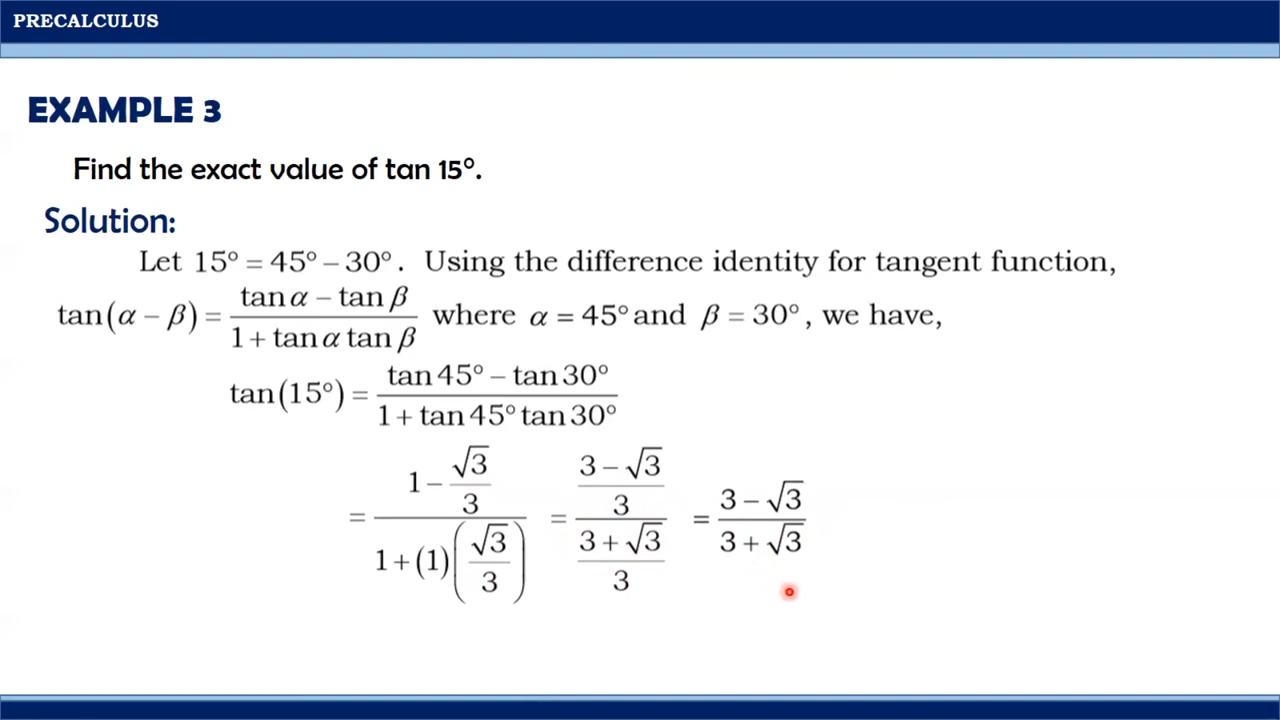 PRECALCULUS
EXAMPLE 3
Find the exact value of tan 15°.
Solution:
Let 15° = 45° − 30°. Using the difference identity for tangent function,
tan(α − β) = (tan α − tan β)/(1 + tan α tan β) where α = 45° and β = 30°, we have,
tan(15°) = (tan 45° − tan 30°)/(1 + tan 45° tan 30°)
= (1 − √3/3)/(1 + (1)(√3/3)) = ((3 − √3)/3)/((3 + √3)/3) = (3 − √3)/(3 + √3)